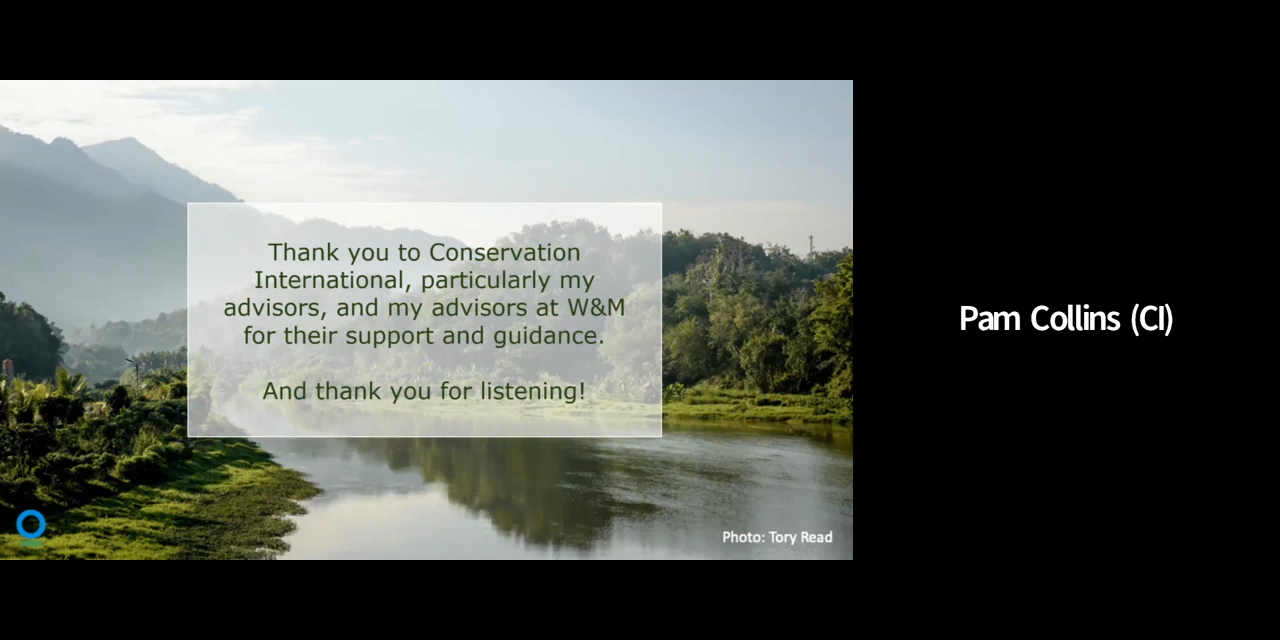 Thank you to Conservation
International, particularly my
advisors, and my advisors at W&M
for their support and guidance.
And thank you for listening!
Photo: Tory Read
Pam Collins (CI)